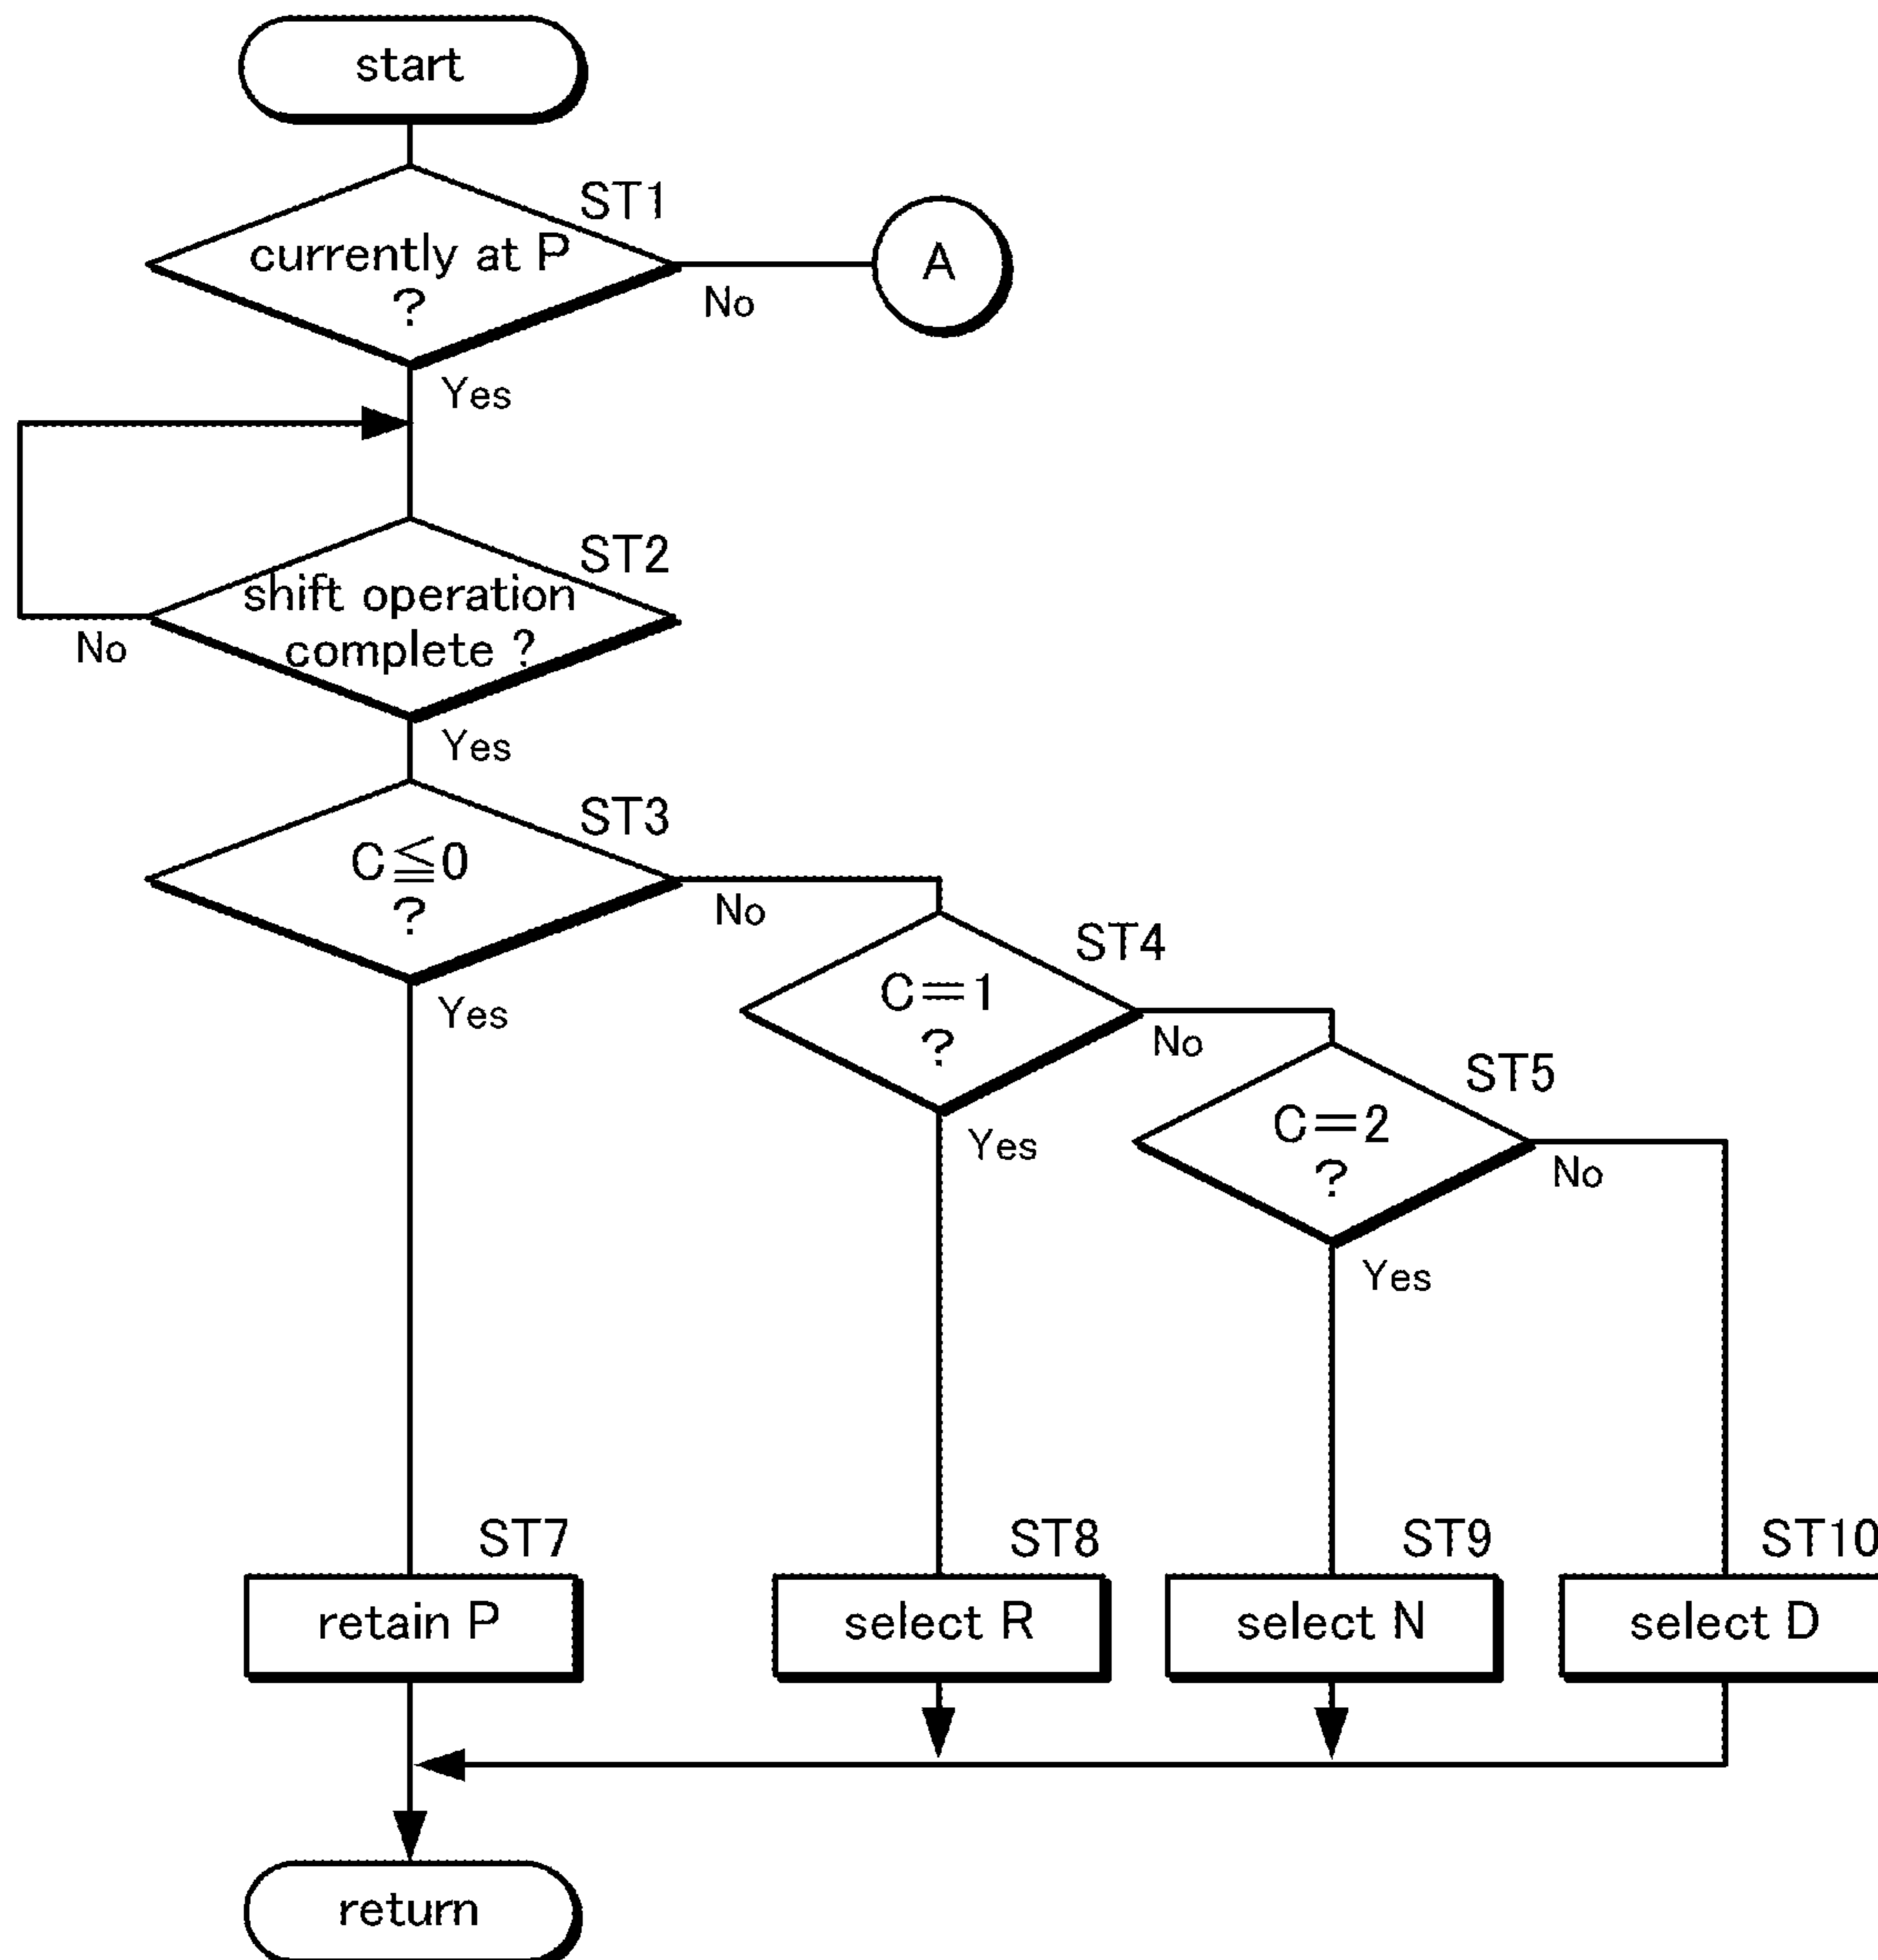 start
ST1
currently at P
?
No
A
Yes
ST2
shift operation
complete ?
No
Yes
ST3
C≦0
?
No
Yes
ST4
C=1
?
No
Yes
ST5
C=2
?
No
Yes
ST7
retain P
ST8
select R
ST9
select N
ST10
select D
return